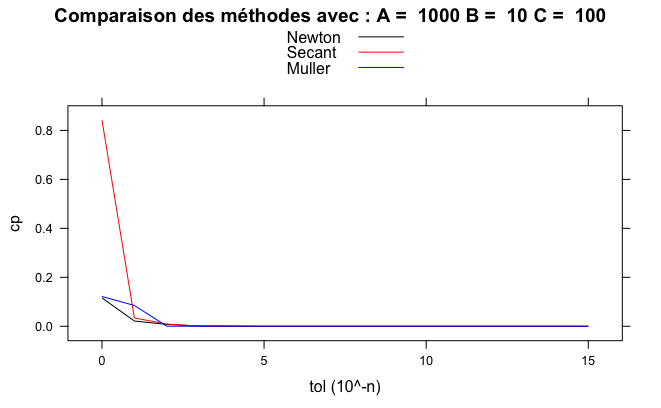 Comparaison des méthodes avec : A = 1000 B = 10 C = 100
Newton
Secant
Muller
0.8
0.6
0.4
0.2
0.0
cp
0 5 10 15
tol (10^-n)